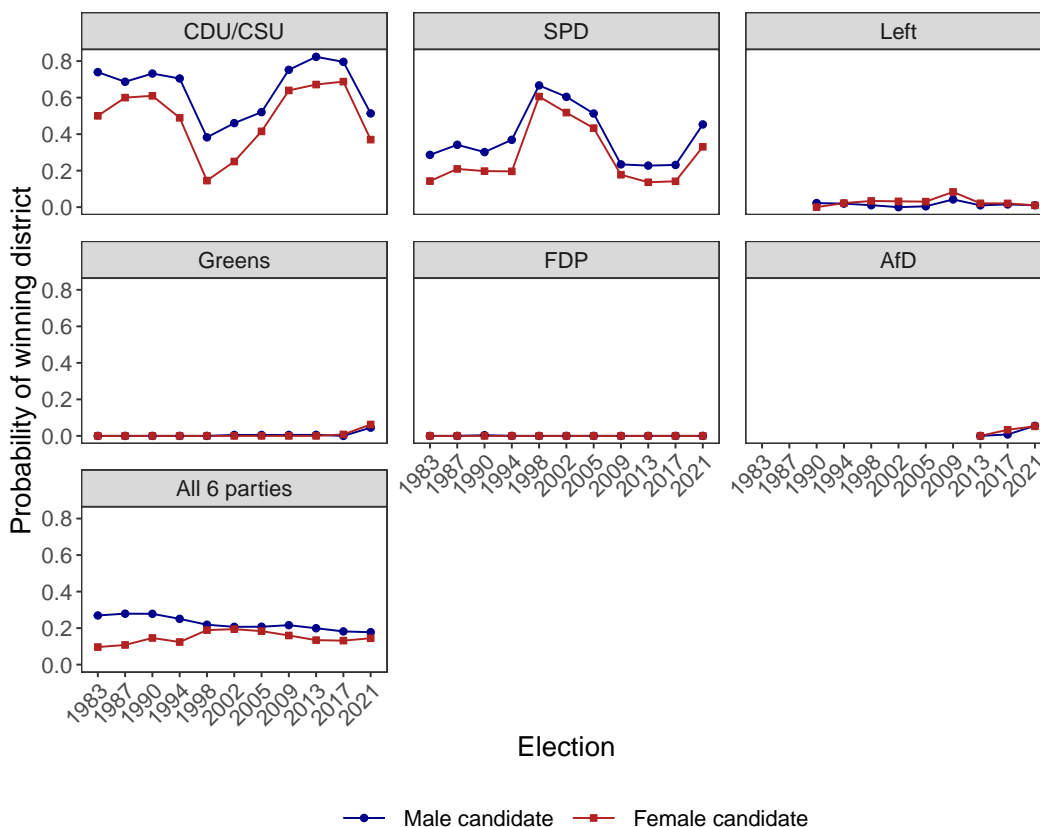 CDU/CSU SPD Left
Probability of winning district
0.8
0.6
0.4
0.2
0.0
Greens FDP AfD
0.8
0.6
0.4
0.2
0.0
1983 1987 1990 1994 1998 2002 2005 2009 2013 2017 2021
1983 1987 1990 1994 1998 2002 2005 2009 2013 2017 2021
All 6 parties
0.8
0.6
0.4
0.2
0.0
1983 1987 1990 1994 1998 2002 2005 2009 2013 2017 2021
Election
Male candidate Female candidate